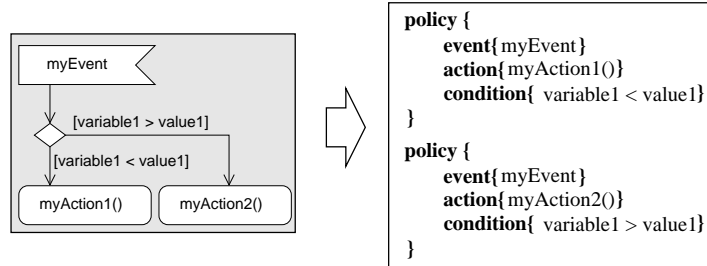 myEvent
[variable1 > value1]
[variable1 < value1]
myAction1()
myAction2()
policy {
event{myEvent}
action{myAction1()}
condition{ variable1 < value1}
}
policy {
event{myEvent}
action{myAction2()}
condition{ variable1 > value1}
}